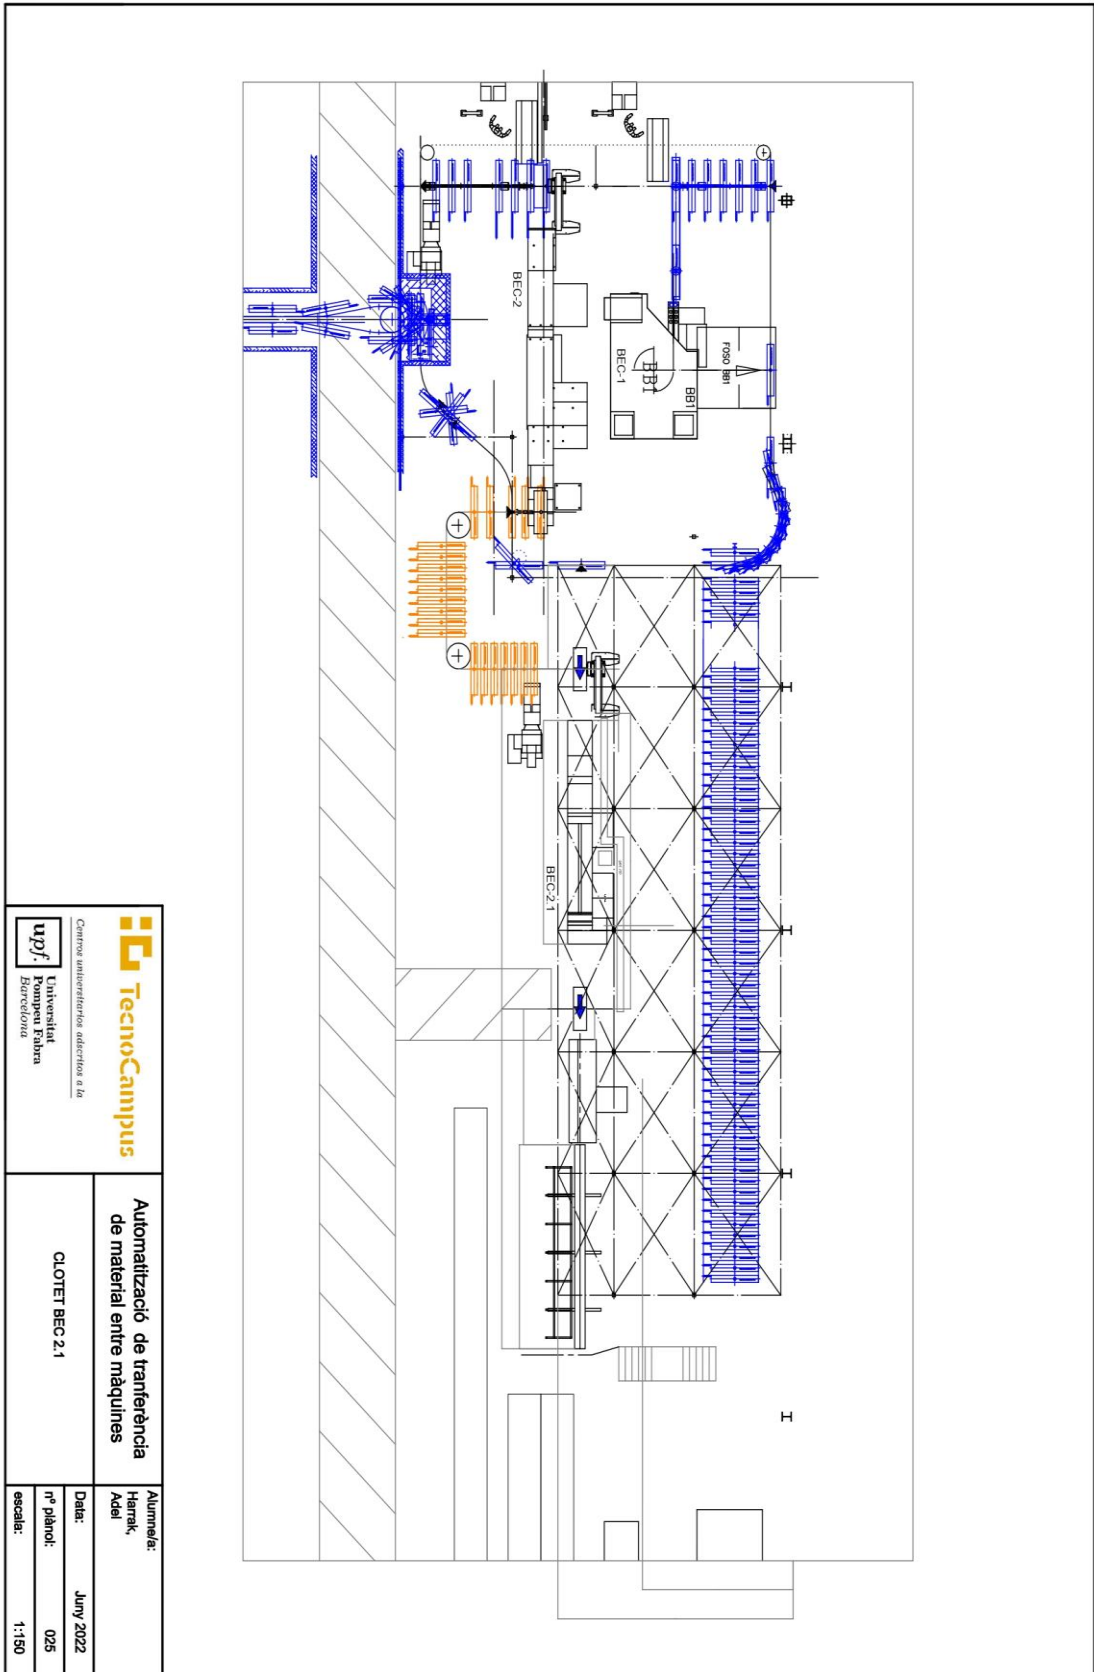 BEC-2
BEC-1
BB1
BB1
FOSO BB1
BEC-2.1
TecnoCampus
Centros universitarios adscritos a la
upf.
Universitat
Pompeu Fabra
Barcelona
Automatització de tranferència
de material entre màquines
CLOTET BEC 2.1
Alumne/a:
Harrak,
Adel
Data: Juny 2022
nº plànol: 025
escala: 1:150